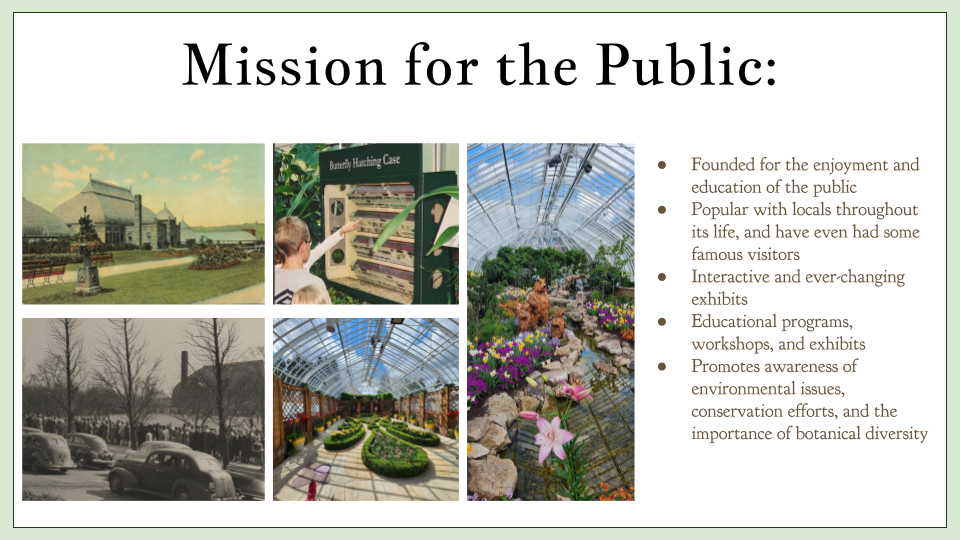 Mission for the Public:
Butterfly Hatching Case
● Founded for the enjoyment and
education of the public
● Popular with locals throughout
its life, and have even had some
famous visitors
● Interactive and ever-changing
exhibits
● Educational programs,
workshops, and exhibits
● Promotes awareness of
environmental issues,
conservation efforts, and the
importance of botanical diversity